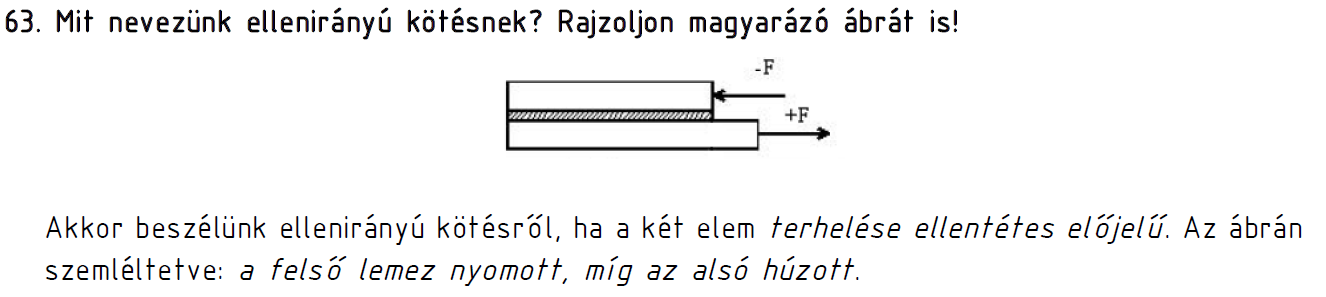 63. Mit nevezünk ellenirányú kötésnek? Rajzoljon magyarázó ábrát is!
-F
+F
Akkor beszélünk ellenirányú kötésről, ha a két elem terhelése ellentétes előjelű. Az ábrán
szemléltetve: a felső lemez nyomott, míg az alsó húzott.